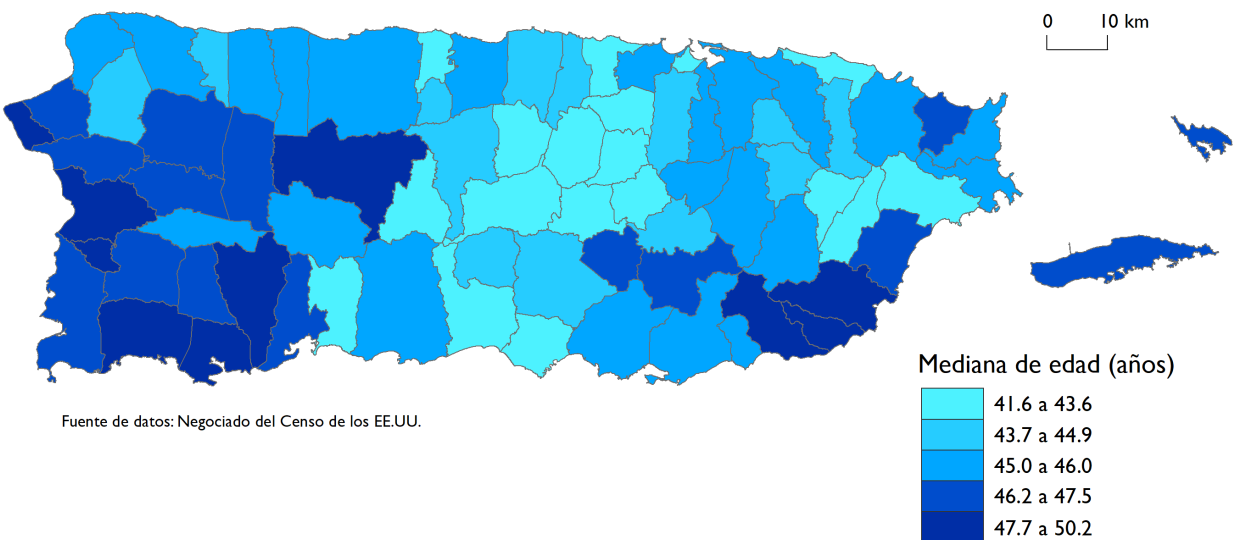 0 10 km
Mediana de edad (años)
41.6 a 43.6
43.7 a 44.9
45.0 a 46.0
46.2 a 47.5
47.7 a 50.2
Fuente de datos: Negociado del Censo de los EE.UU.